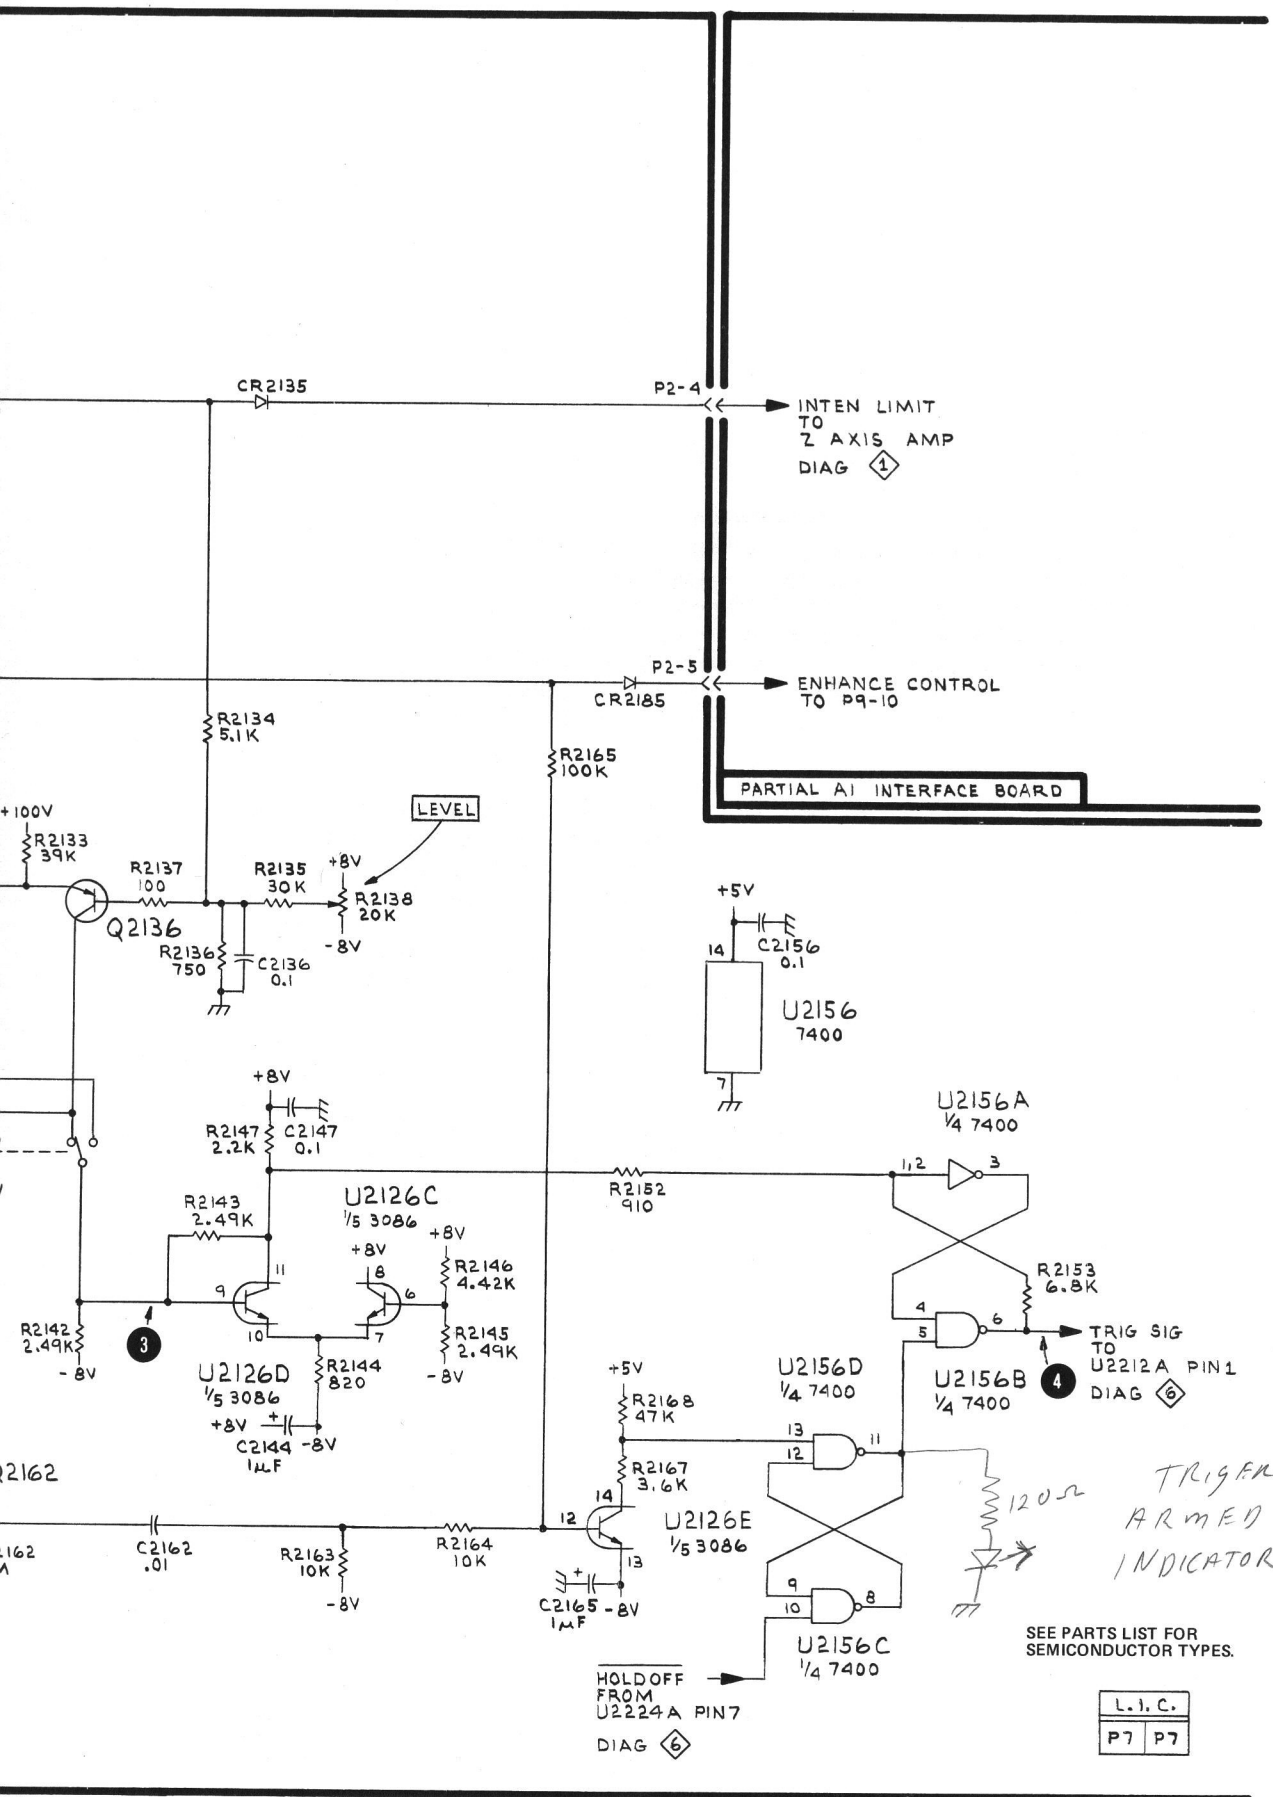 CR2135
P2-4
INTEN LIMIT
TO
Z AXIS AMP
DIAG 1
P2-5
CR2185
ENHANCE CONTROL
TO P9-10
R2134
5.1K
R2165
100K
PARTIAL A1 INTERFACE BOARD
+100V
R2133
39K
LEVEL
R2137
100
R2135
30K
+8V
R2138
20K
-8V
Q2136
R2136
750
C2136
0.1
+5V
14
C2156
0.1
U2156
7400
7
+8V
R2147
2.2K
C2147
0.1
U2156A
1/4 7400
1,2
3
R2152
910
R2143
2.49K
U2126C
1/5 3086
+8V
+8V
R2146
4.42K
11
9
10
8
6
7
R2153
6.8K
4
5
6
TRIG SIG
TO
U2212A PIN1
DIAG 6
R2142
2.49K
-8V
3
U2126D
1/5 3086
R2144
820
R2145
2.49K
-8V
+8V
+
C2144
1µF
-8V
+5V
R2168
47K
U2156D
1/4 7400
U2156B
1/4 7400
4
13
12
11
R2167
3.6K
Q2162
14
12
13
U2126E
1/5 3086
120Ω
TRIGER
ARMED
INDICATOR
C2162
.01
R2163
10K
-8V
R2164
10K
+
C2165
1µF
-8V
9
10
8
U2156C
1/4 7400
HOLDOFF
FROM
U2224A PIN7
DIAG 6
SEE PARTS LIST FOR
SEMICONDUCTOR TYPES.
L.I.C.
P7 P7